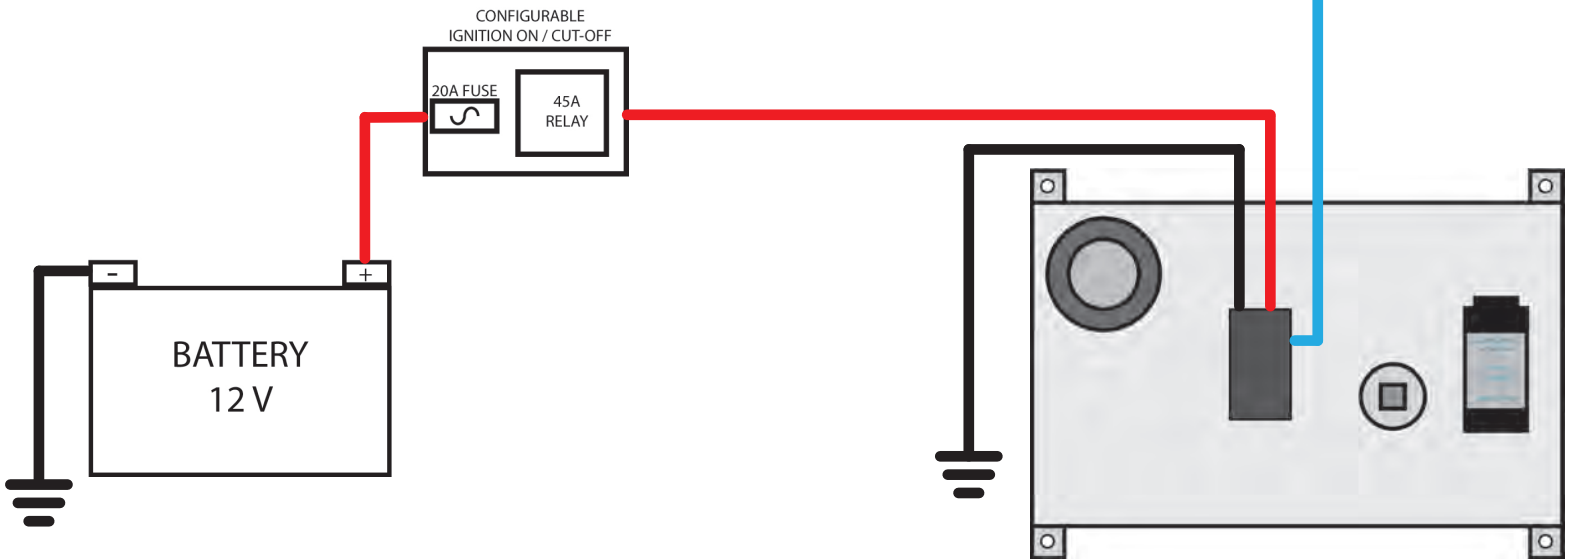 CONFIGURABLE
IGNITION ON / CUT-OFF
20A FUSE
45A
RELAY
-
+
BATTERY
12 V